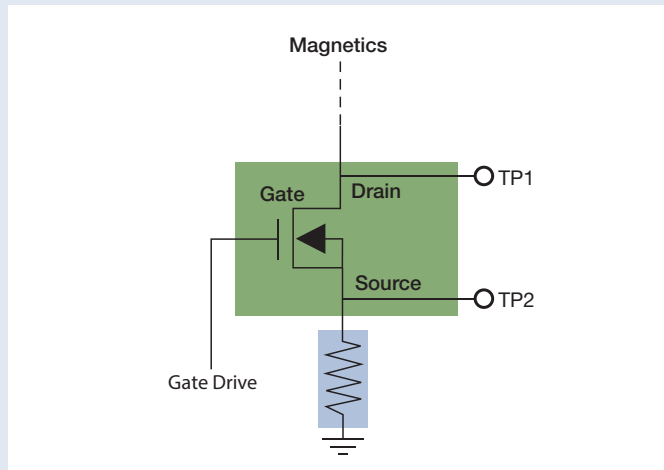 Magnetics
TP1
Gate
Drain
Source
TP2
Gate Drive